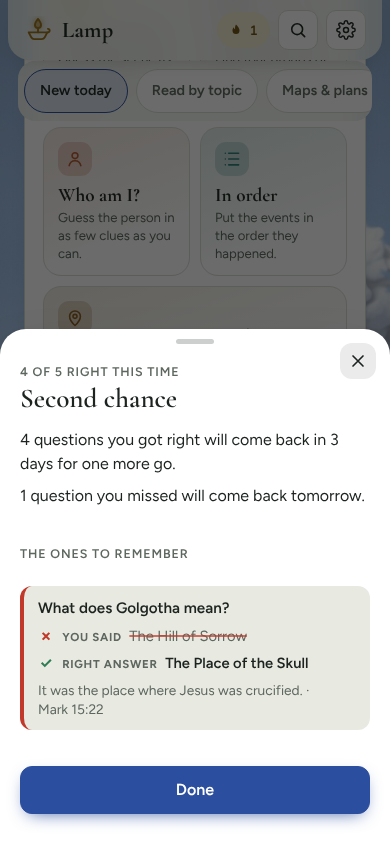 Lamp
1
New today
Read by topic
Maps & plans
Who am I?
Guess the person in
as few clues as you
can.
In order
Put the events in
the order they
happened.
4 OF 5 RIGHT THIS TIME
Second chance
4 questions you got right will come back in 3
days for one more go.
1 question you missed will come back tomorrow.
THE ONES TO REMEMBER
What does Golgotha mean?
YOU SAID The Hill of Sorrow
RIGHT ANSWER The Place of the Skull
It was the place where Jesus was crucified. ·
Mark 15:22
Done